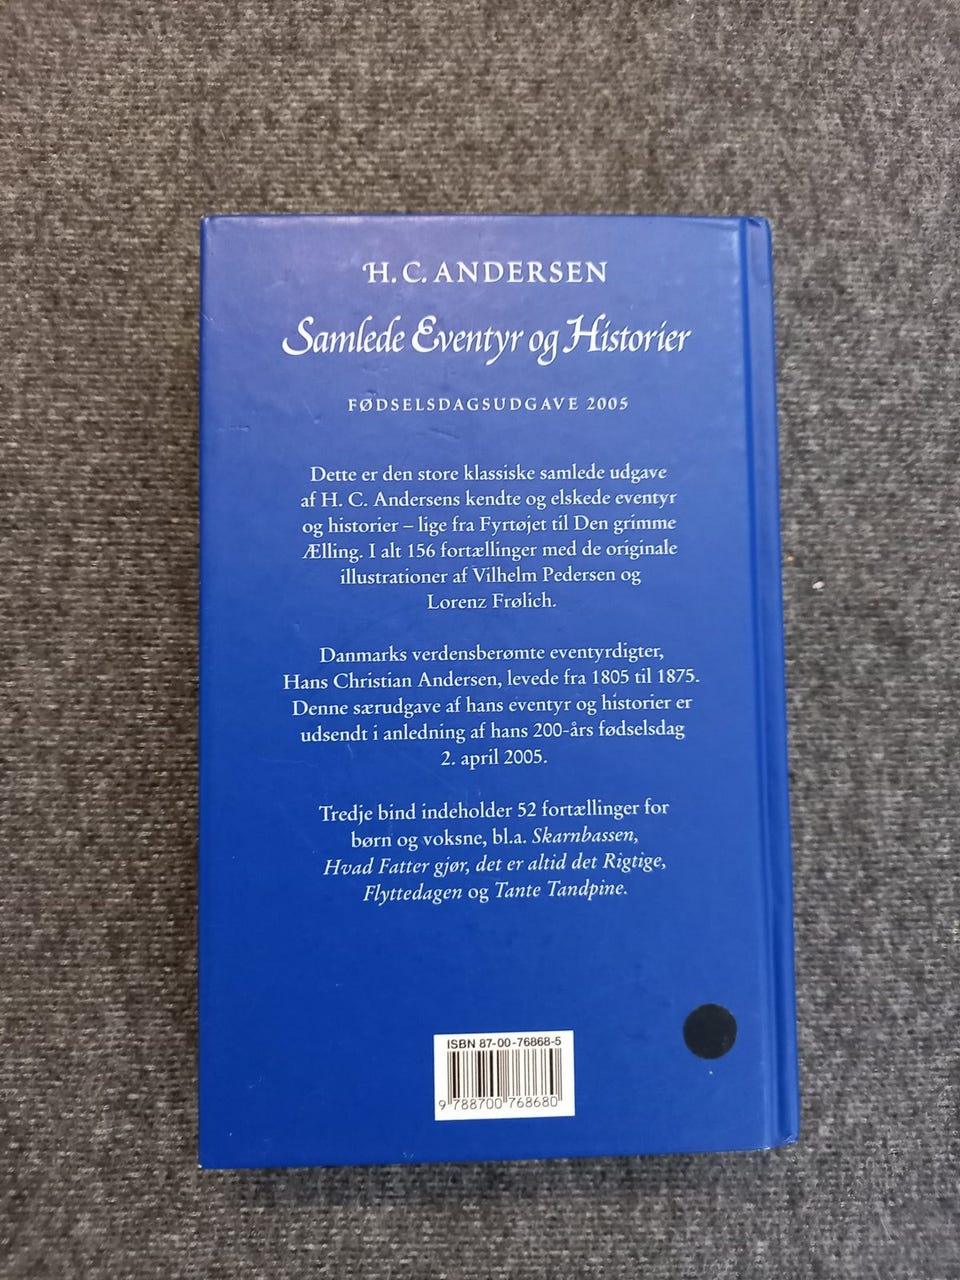 H. C. ANDERSEN
Samlede Eventyr og Historier
FØDSELSDAGSUDGAVE 2005
Dette er den store klassiske samlede udgave
af H. C. Andersens kendte og elskede eventyr
og historier – lige fra Fyrtøjet til Den grimme
Ælling. I alt 156 fortællinger med de originale
illustrationer af Vilhelm Pedersen og
Lorenz Frølich.
Danmarks verdensberømte eventyrdigter,
Hans Christian Andersen, levede fra 1805 til 1875.
Denne særudgave af hans eventyr og historier er
udsendt i anledning af hans 200-års fødselsdag
2. april 2005.
Tredje bind indeholder 52 fortællinger for
børn og voksne, bl.a. Skarnbassen,
Hvad Fatter gjør, det er altid det Rigtige,
Flyttedagen og Tante Tandpine.
ISBN 87-00-76868-5
9 788700 768680